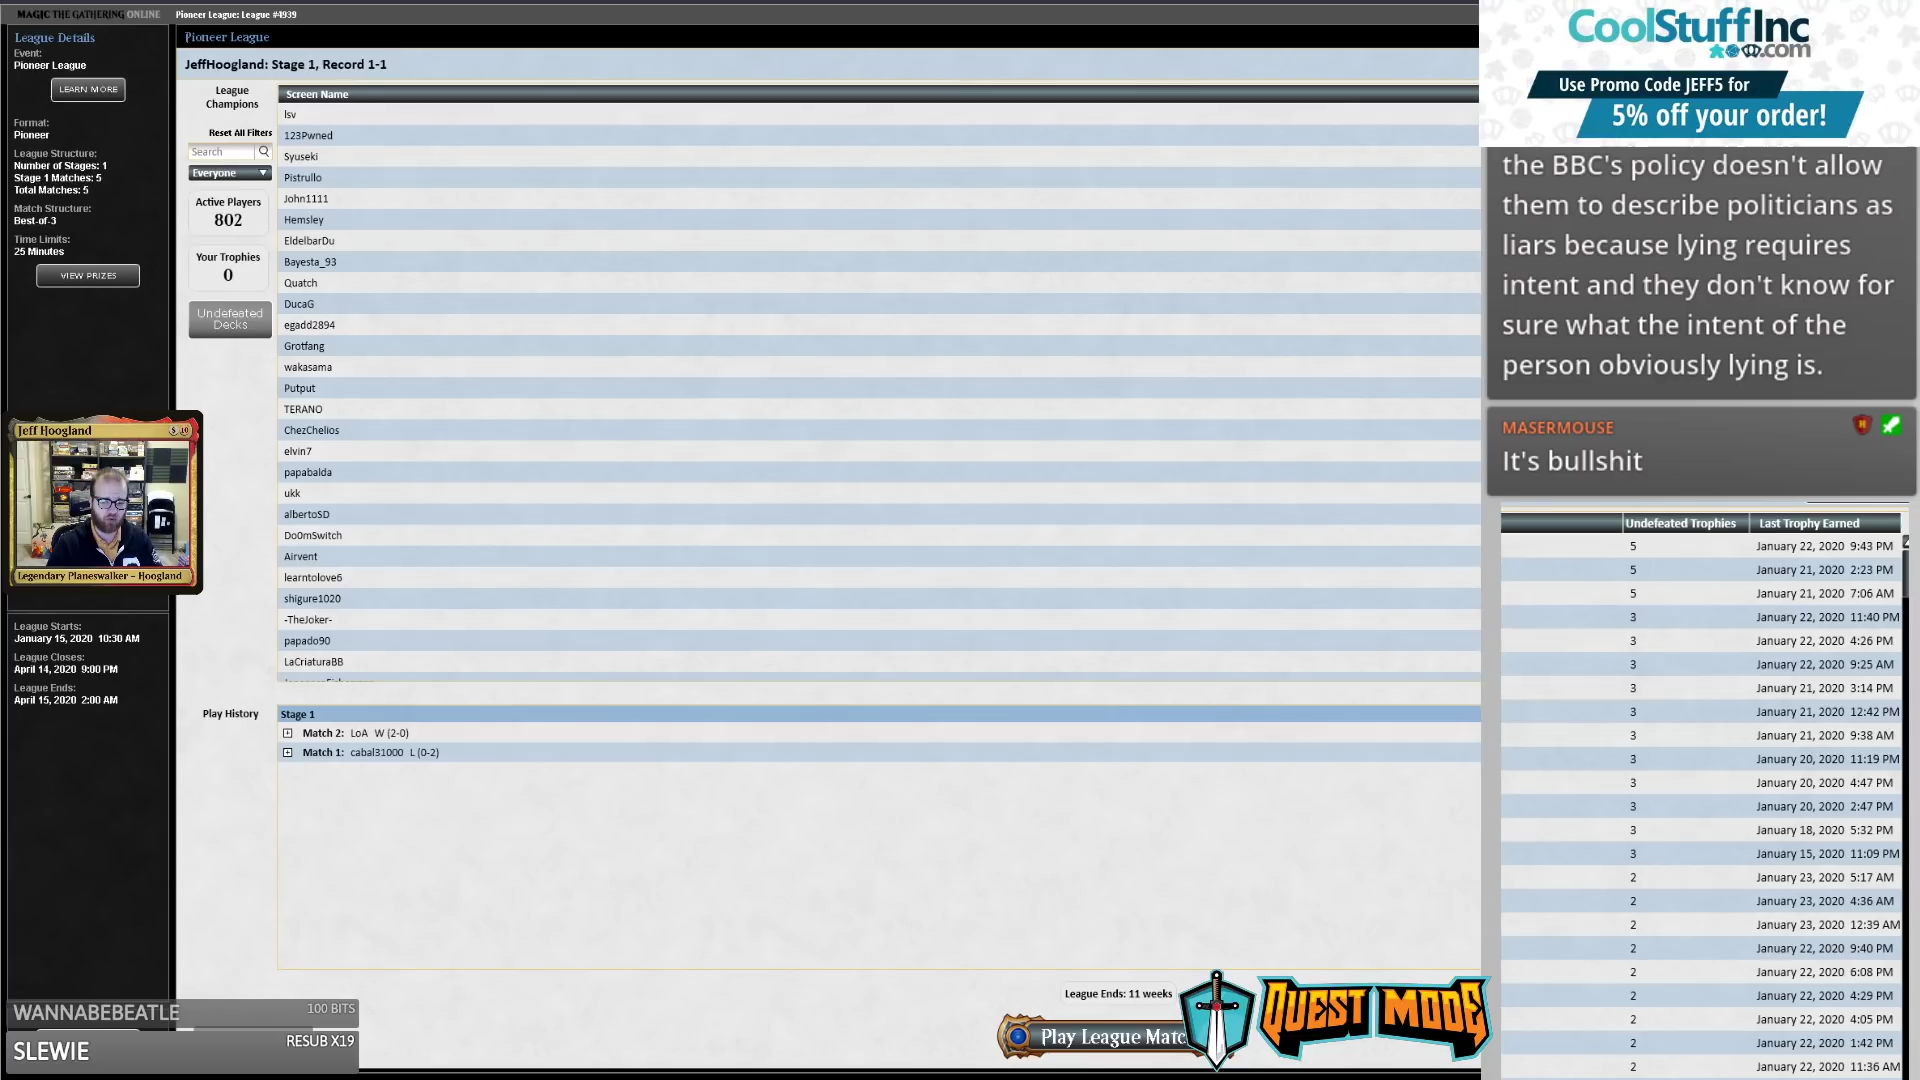 MAGIC THE GATHERING ONLINE
Pioneer League: League #4939
League Details
Event:
Pioneer League
LEARN MORE
Format:
Pioneer
League Structure:
Number of Stages: 1
Stage 1 Matches: 5
Total Matches: 5
Match Structure:
Best-of-3
Time Limits:
25 Minutes
VIEW PRIZES
Jeff Hoogland
Legendary Planeswalker – Hoogland
League Starts:
January 15, 2020 10:30 AM
League Closes:
April 14, 2020 9:00 PM
League Ends:
April 15, 2020 2:00 AM
WANNABEBEATLE
100 BITS
SLEWIE
RESUB X19
Pioneer League
JeffHoogland: Stage 1, Record 1-1
League
Champions
Reset All Filters
Search
Everyone
Active Players
802
Your Trophies
0
Undefeated
Decks
Screen Name
lsv
123Pwned
Syuseki
Pistrullo
John1111
Hemsley
EldelbarDu
Bayesta_93
Quatch
DucaG
egadd2894
Grotfang
wakasama
Putput
TERANO
ChezChelios
elvin7
papabalda
ukk
albertoSD
Do0mSwitch
Airvent
learntolove6
shigure1020
-TheJoker-
papado90
LaCriaturaBB
Play History
Stage 1
Match 2: LoA W (2-0)
Match 1: cabal31000 L (0-2)
League Ends: 11 weeks
Play League Matc
QUEST MODE
CoolStuffInc
.com
Use Promo Code JEFF5 for
5% off your order!
the BBC's policy doesn't allow
them to describe politicians as
liars because lying requires
intent and they don't know for
sure what the intent of the
person obviously lying is.
MASERMOUSE
It's bullshit
Undefeated Trophies Last Trophy Earned
5 January 22, 2020 9:43 PM
5 January 21, 2020 2:23 PM
5 January 21, 2020 7:06 AM
3 January 22, 2020 11:40 PM
3 January 22, 2020 4:26 PM
3 January 22, 2020 9:25 AM
3 January 21, 2020 3:14 PM
3 January 21, 2020 12:42 PM
3 January 21, 2020 9:38 AM
3 January 20, 2020 11:19 PM
3 January 20, 2020 4:47 PM
3 January 20, 2020 2:47 PM
3 January 18, 2020 5:32 PM
3 January 15, 2020 11:09 PM
2 January 23, 2020 5:17 AM
2 January 23, 2020 4:36 AM
2 January 23, 2020 12:39 AM
2 January 22, 2020 9:40 PM
2 January 22, 2020 6:08 PM
2 January 22, 2020 4:29 PM
2 January 22, 2020 4:05 PM
2 January 22, 2020 1:42 PM
2 January 22, 2020 11:36 AM